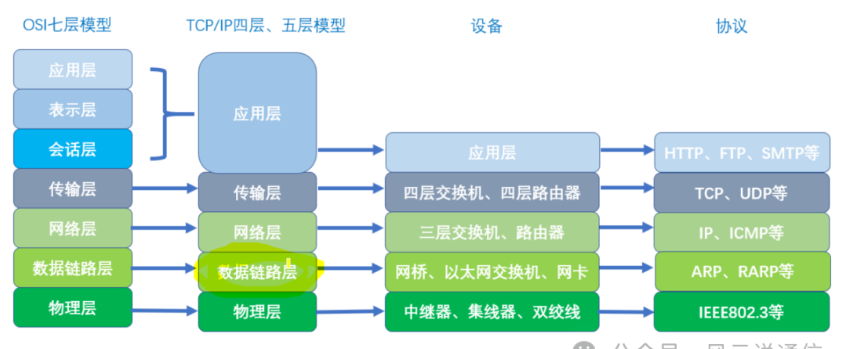 OSI七层模型
TCP/IP四层、五层模型
设备
协议
应用层
表示层
会话层
传输层
网络层
数据链路层
物理层
应用层
传输层
网络层
数据链路层
物理层
应用层
四层交换机、四层路由器
三层交换机、路由器
网桥、以太网交换机、网卡
中继器、集线器、双绞线
HTTP、FTP、SMTP等
TCP、UDP等
IP、ICMP等
ARP、RARP等
IEEE802.3等